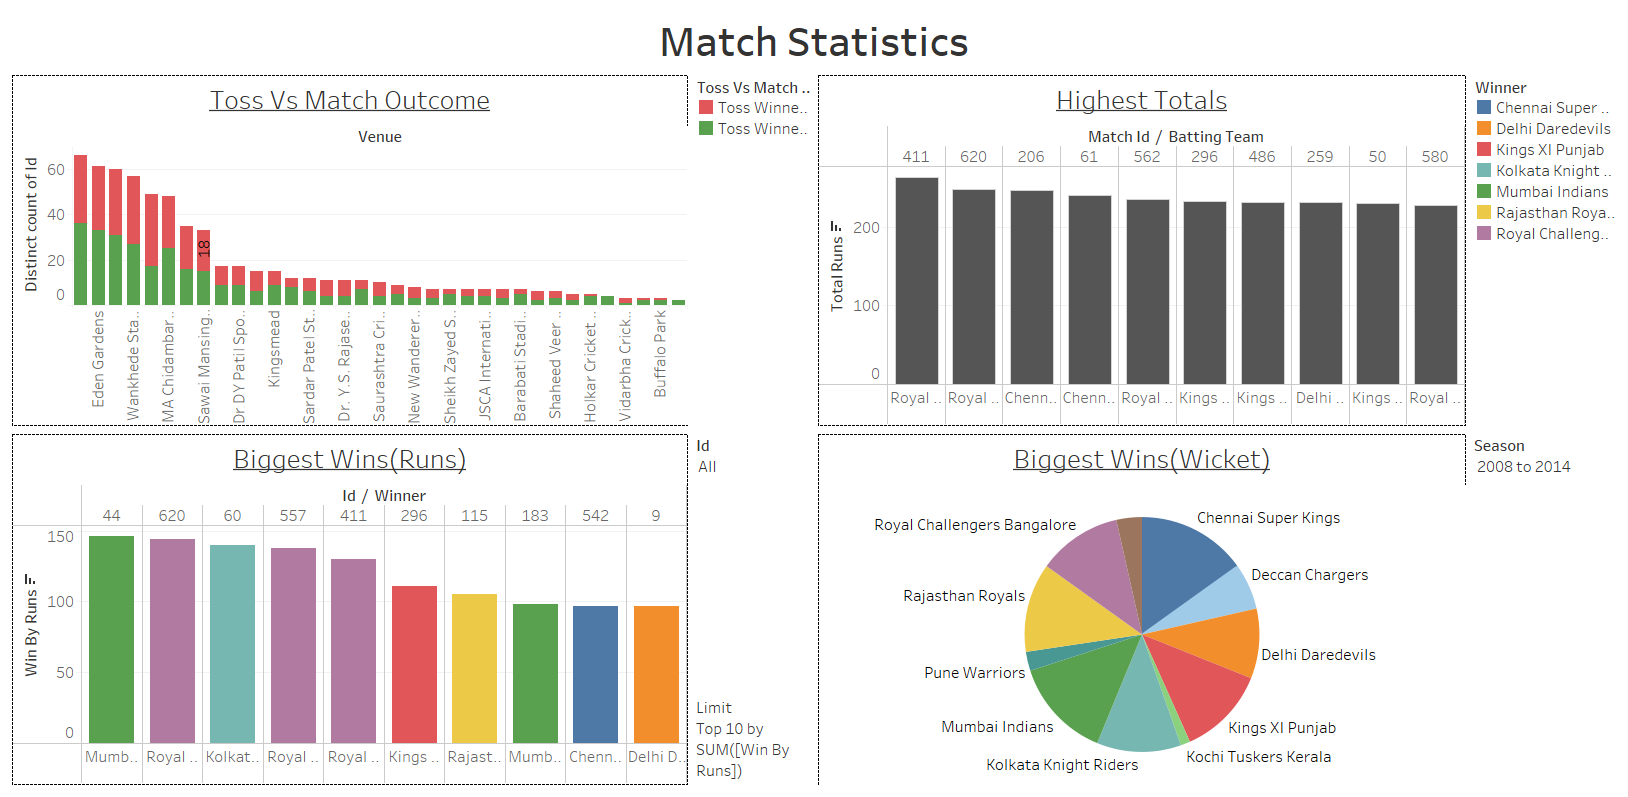 Match Statistics
Toss Vs Match Outcome
Venue
Distinct count of Id
60
40
20
0
18
Eden Gardens
Wankhede Sta..
MA Chidambar..
Sawai Mansing..
Dr DY Patil Spo..
Kingsmead
Sardar Patel St..
Dr. Y.S. Rajase..
Saurashtra Cri..
New Wanderer..
Sheikh Zayed S..
JSCA Internati..
Barabati Stadi..
Shaheed Veer ..
Holkar Cricket ..
Vidarbha Crick..
Buffalo Park
Toss Vs Match ..
Toss Winne..
Toss Winne..
Highest Totals
Match Id / Batting Team
411 620 206 61 562 296 486 259 50 580
Total Runs
200
100
0
Royal .. Royal .. Chenn.. Chenn.. Royal .. Kings .. Kings .. Delhi .. Kings .. Royal ..
Winner
Chennai Super ..
Delhi Daredevils
Kings XI Punjab
Kolkata Knight ..
Mumbai Indians
Rajasthan Roya..
Royal Challeng..
Biggest Wins(Runs)
Id / Winner
44 620 60 557 411 296 115 183 542 9
Win By Runs
150
100
50
0
Mumb.. Royal .. Kolkat.. Royal .. Royal .. Kings .. Rajast.. Mumb.. Chenn.. Delhi D..
Id
All
Limit
Top 10 by
SUM([Win By
Runs])
Biggest Wins(Wicket)
Royal Challengers Bangalore
Chennai Super Kings
Deccan Chargers
Rajasthan Royals
Delhi Daredevils
Pune Warriors
Mumbai Indians
Kings XI Punjab
Kochi Tuskers Kerala
Kolkata Knight Riders
Season
2008 to 2014